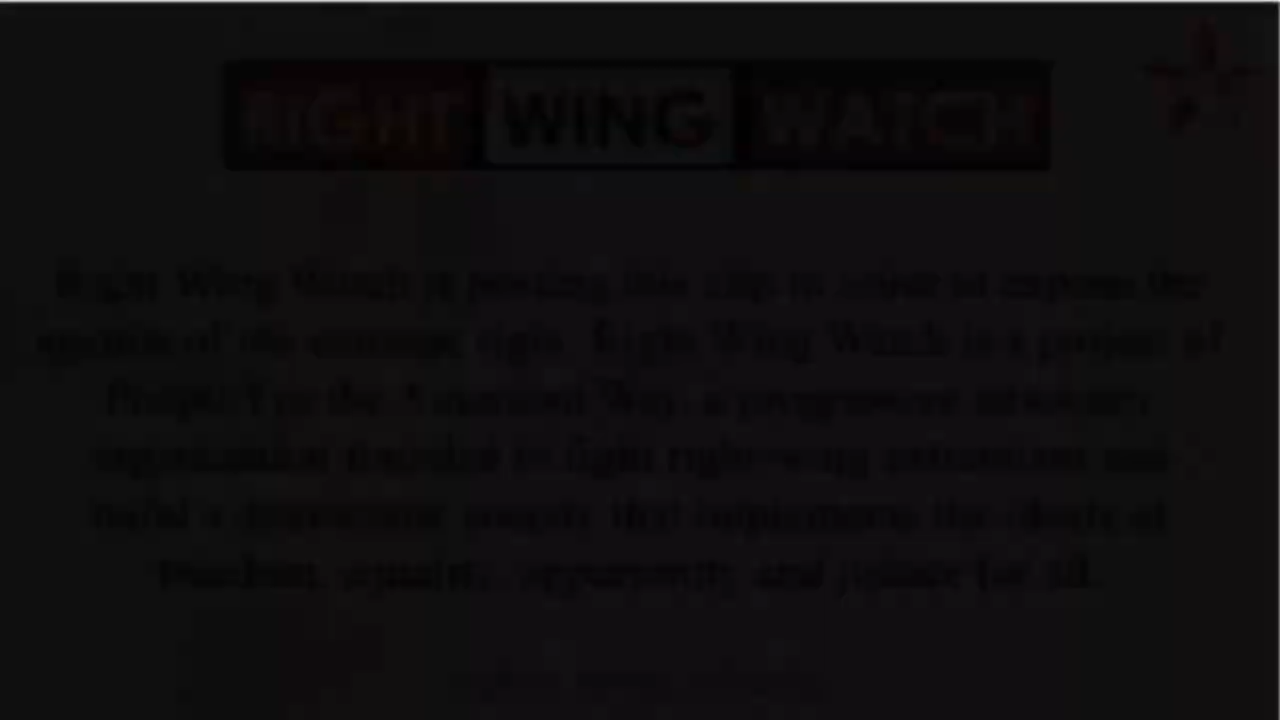 RIGHT WING WATCH
Right Wing Watch is posting this clip in order to expose the
agenda of the extreme right. Right Wing Watch is a project of
People For the American Way, a progressive advocacy
organization founded to fight right-wing extremism and
build a democratic society that implements the ideals of
freedom, equality, opportunity and justice for all.